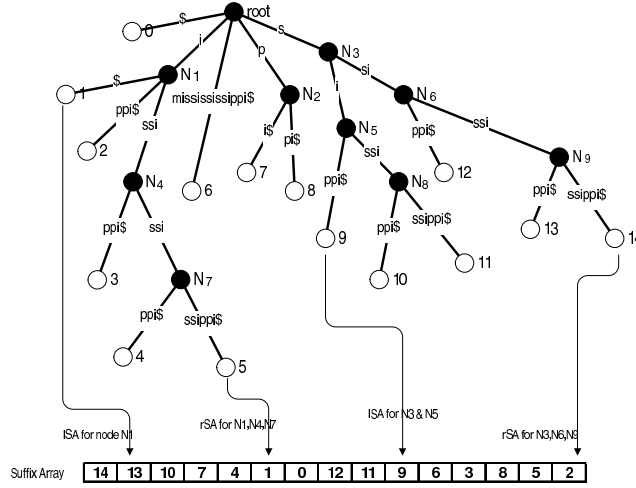 $ root
0 i s
p N3
$ N1 si
1 ppi$ mississississippi$ N2 i N6
ssi i$ pi$ N5 ppi$ ssi
2 ssi N9
N4 6 7 8 ppi$ N8 12 ppi$ ssippi$
ppi$ ssi ppi$ ssippi$ 13 14
3 N7 9 10 11
ppi$ ssippi$
4 5
lSA for node N1 rSA for N1,N4,N7 lSA for N3 & N5 rSA for N3,N6,N9
Suffix Array 14 13 10 7 4 1 0 12 11 9 6 3 8 5 2